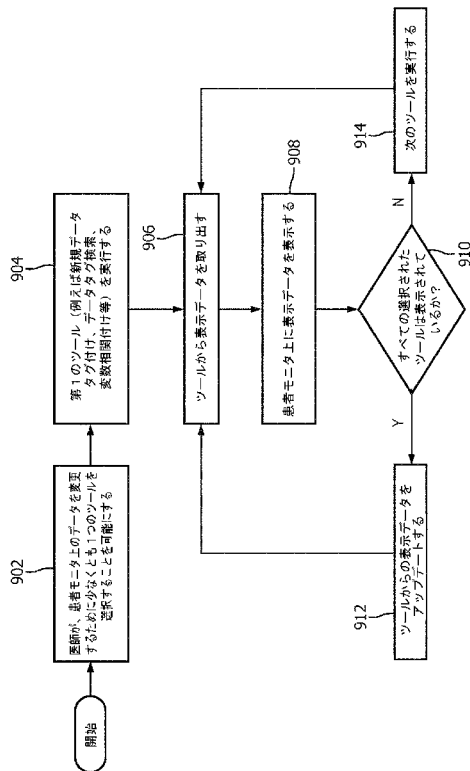 開始
902
医師が、患者モニタ上のデータを変更
するために少なくとも1つのツールを
選択することを可能にする
904
第1のツール（例えば新規データ
タグ付け、データタグ検索、
変数相関付け等）を実行する
906
ツールから表示データを取り出す
908
患者モニタ上に表示データを表示する
910
すべての選択された
ツールは表示されて
いるか?
Y
N
912
ツールからの表示データを
アップデートする
914
次のツールを実行する